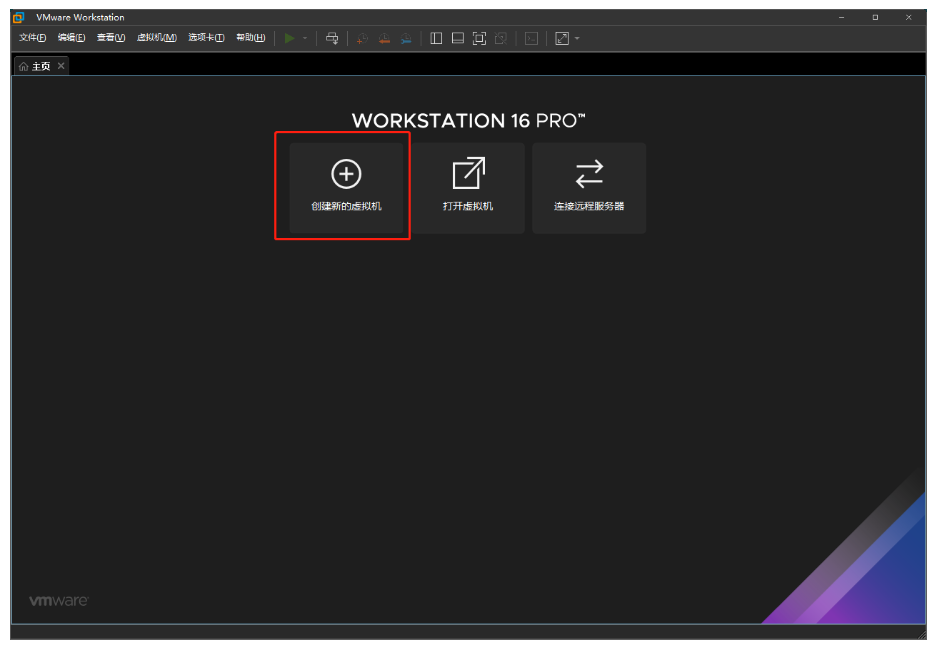 VMware Workstation
文件(F) 编辑(E) 查看(V) 虚拟机(M) 选项卡(T) 帮助(H)
主页
WORKSTATION 16 PRO™
创建新的虚拟机 打开虚拟机 连接远程服务器
vmware